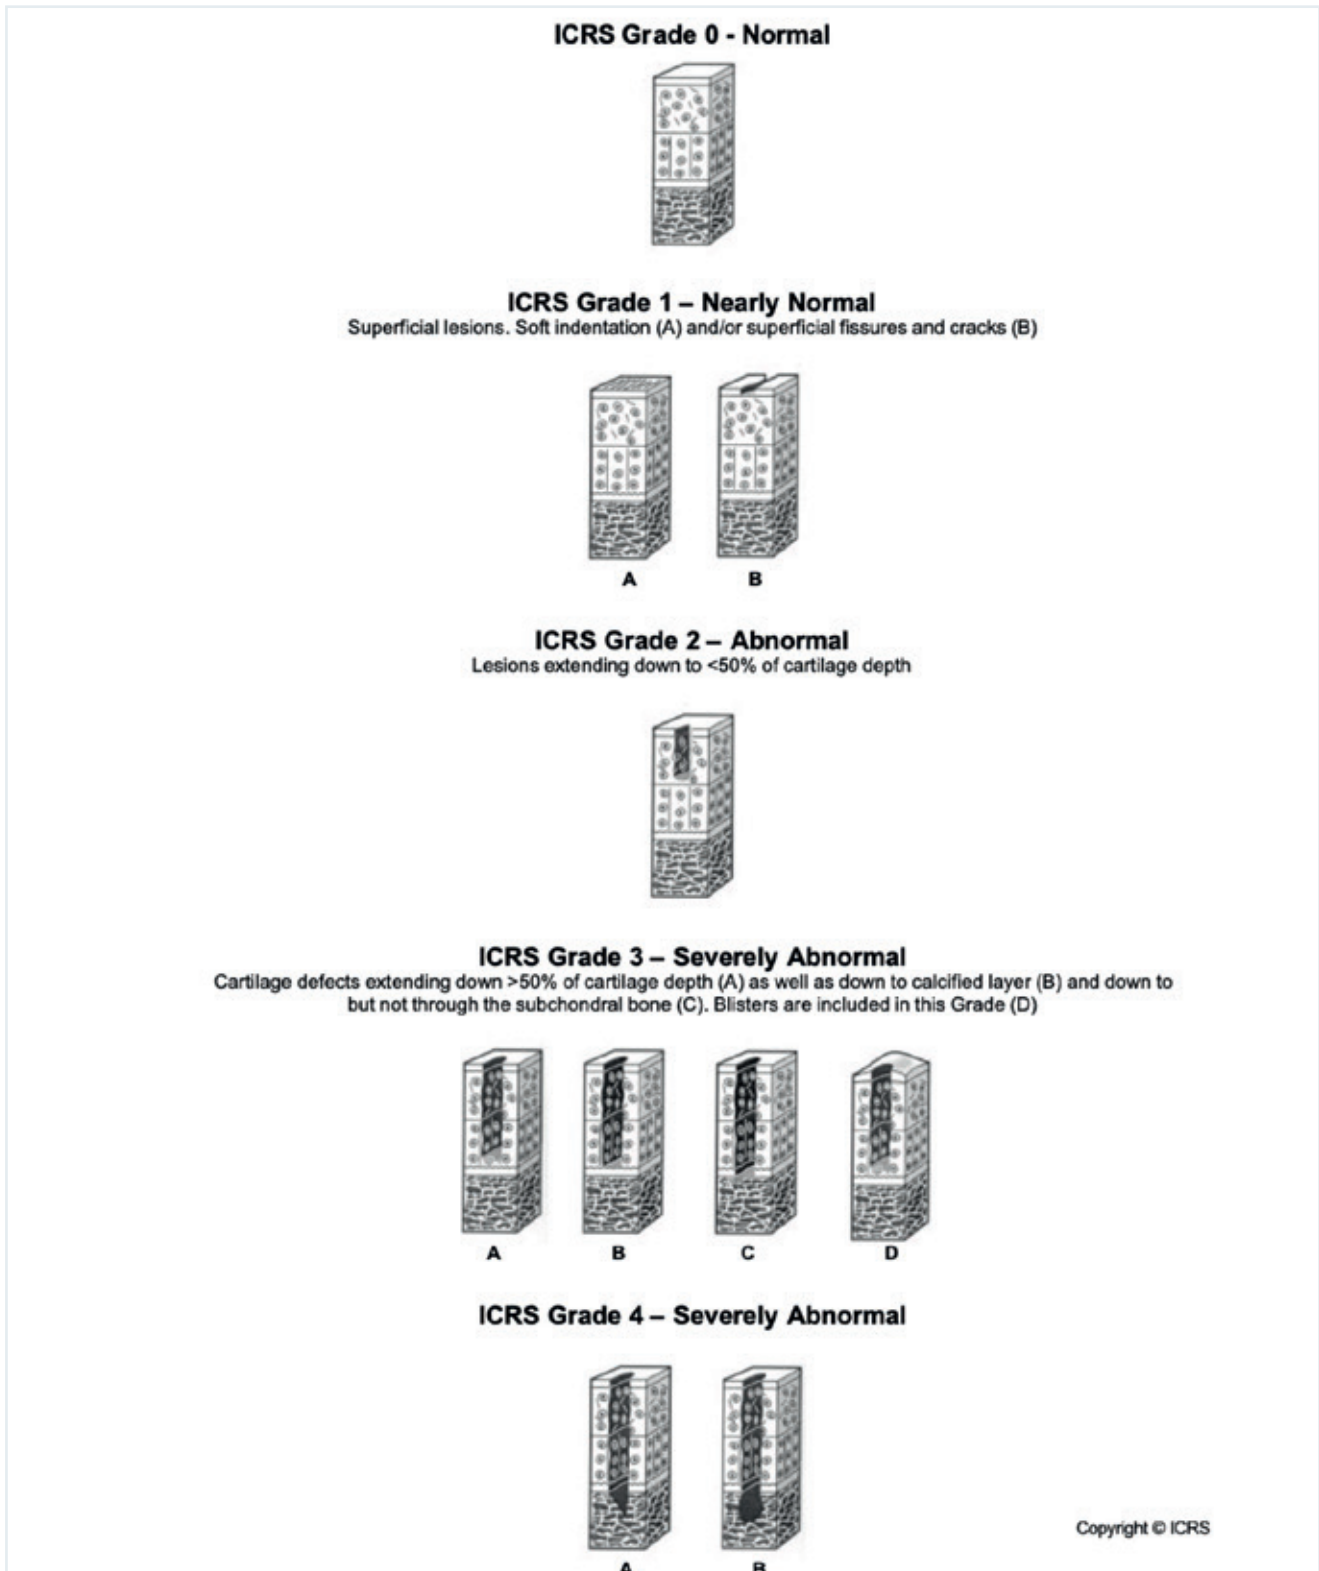 ICRS Grade 0 - Normal
ICRS Grade 1 – Nearly Normal
Superficial lesions. Soft indentation (A) and/or superficial fissures and cracks (B)
A B
ICRS Grade 2 – Abnormal
Lesions extending down to <50% of cartilage depth
ICRS Grade 3 – Severely Abnormal
Cartilage defects extending down >50% of cartilage depth (A) as well as down to calcified layer (B) and down to
but not through the subchondral bone (C). Blisters are included in this Grade (D)
A B C D
ICRS Grade 4 – Severely Abnormal
Copyright © ICRS
A B